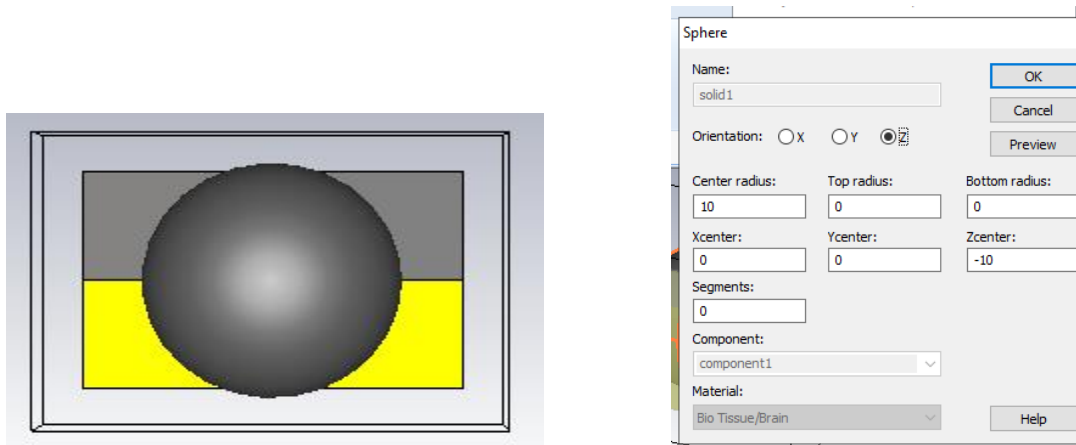 Sphere
Name:
OK
solid1
Cancel
Orientation: X Y Z
Preview
Center radius: Top radius: Bottom radius:
10 0 0
Xcenter: Ycenter: Zcenter:
0 0 -10
Segments:
0
Component:
component1
Material:
Bio Tissue/Brain
Help